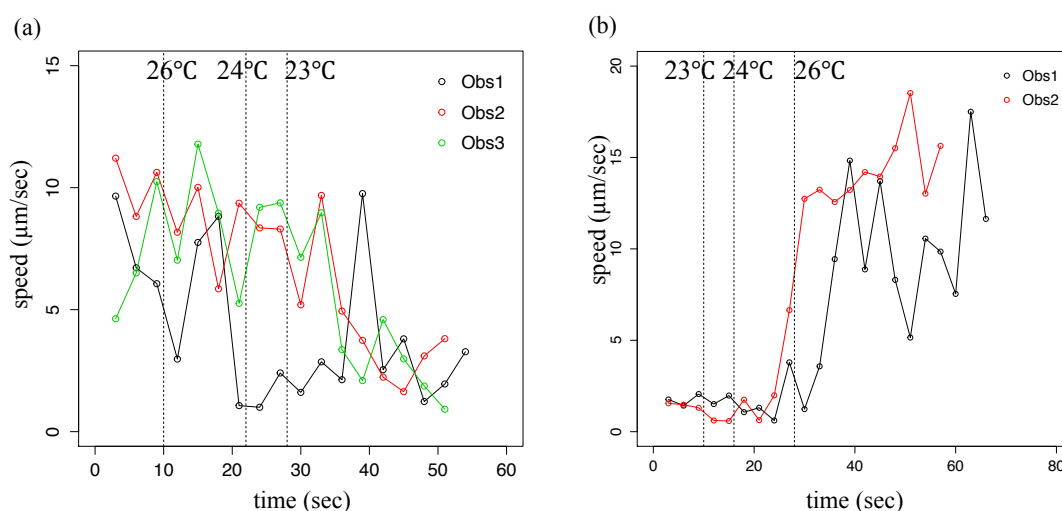 (a)
15
10
5
0
speed (μm/sec)
26℃
24℃
23℃
Obs1
Obs2
Obs3
0 10 20 30 40 50 60
time (sec)
(b)
20
15
10
5
0
speed (μm/sec)
23℃
24℃
26℃
Obs1
Obs2
0 20 40 60 80
time (sec)